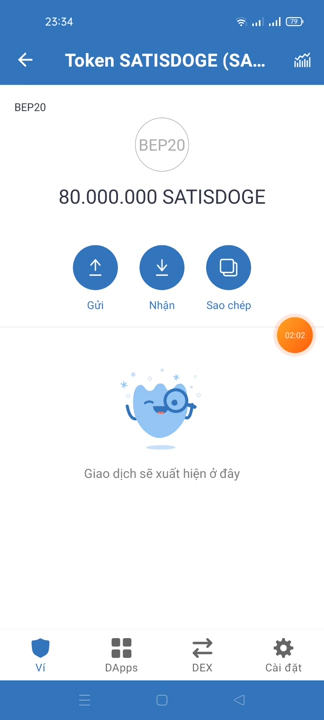 23:34
79
Token SATISDOGE (SA...
BEP20
BEP20
80.000.000 SATISDOGE
Gửi
Nhận
Sao chép
02:02
Giao dịch sẽ xuất hiện ở đây
Ví
DApps
DEX
Cài đặt